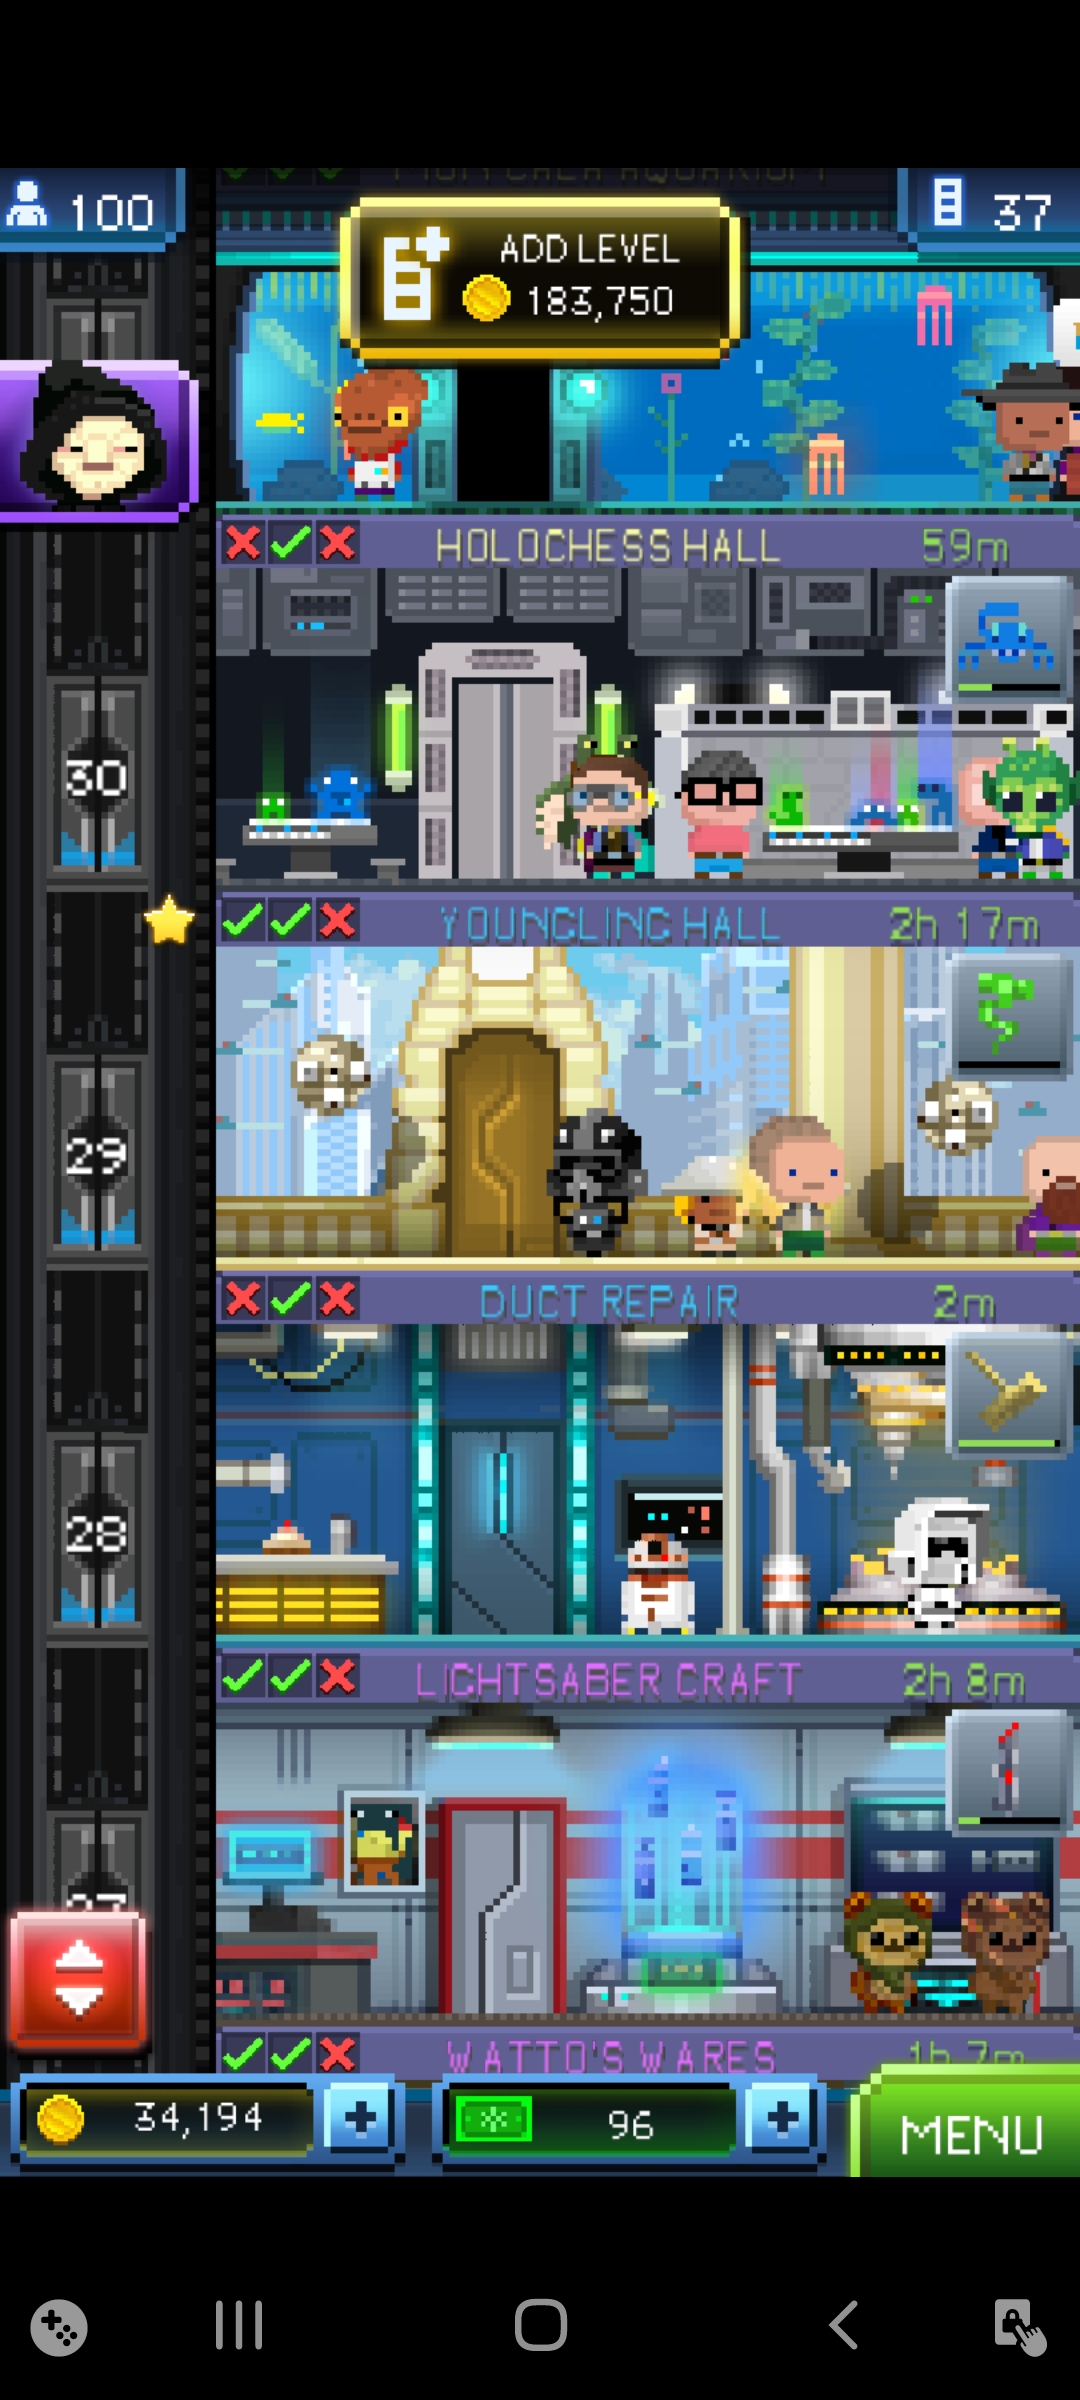 100
37
ADD LEVEL
183,750
HOLOCHESS HALL 59m
30
YOUNGLING HALL 2h 17m
29
DUCT REPAIR 2m
28
LIGHTSABER CRAFT 2h 8m
27
WATTO'S WARES 1h 7m
34,194
96
MENU